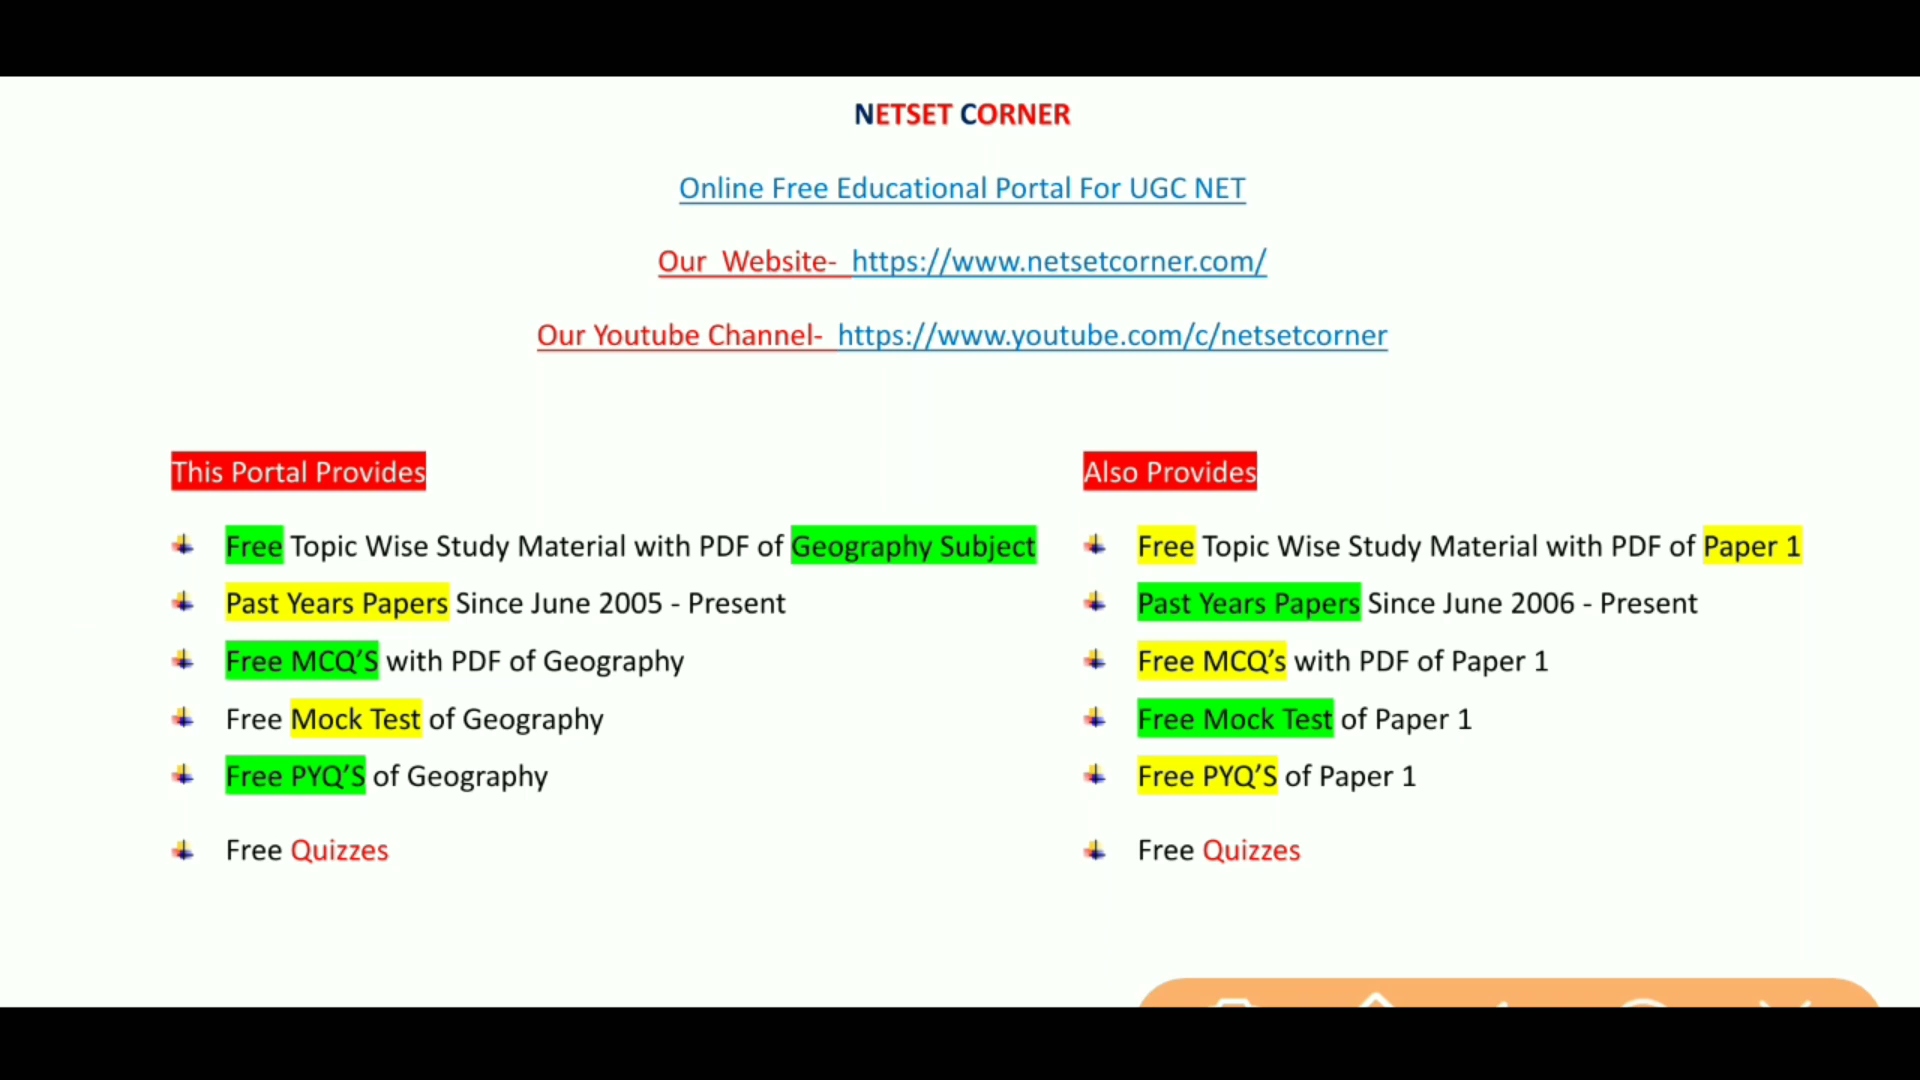 NETSET CORNER
Online Free Educational Portal For UGC NET
Our Website- https://www.netsetcorner.com/
Our Youtube Channel- https://www.youtube.com/c/netsetcorner
This Portal Provides
Free Topic Wise Study Material with PDF of Geography Subject
Past Years Papers Since June 2005 - Present
Free MCQ’S with PDF of Geography
Free Mock Test of Geography
Free PYQ’S of Geography
Free Quizzes
Also Provides
Free Topic Wise Study Material with PDF of Paper 1
Past Years Papers Since June 2006 - Present
Free MCQ’s with PDF of Paper 1
Free Mock Test of Paper 1
Free PYQ’S of Paper 1
Free Quizzes